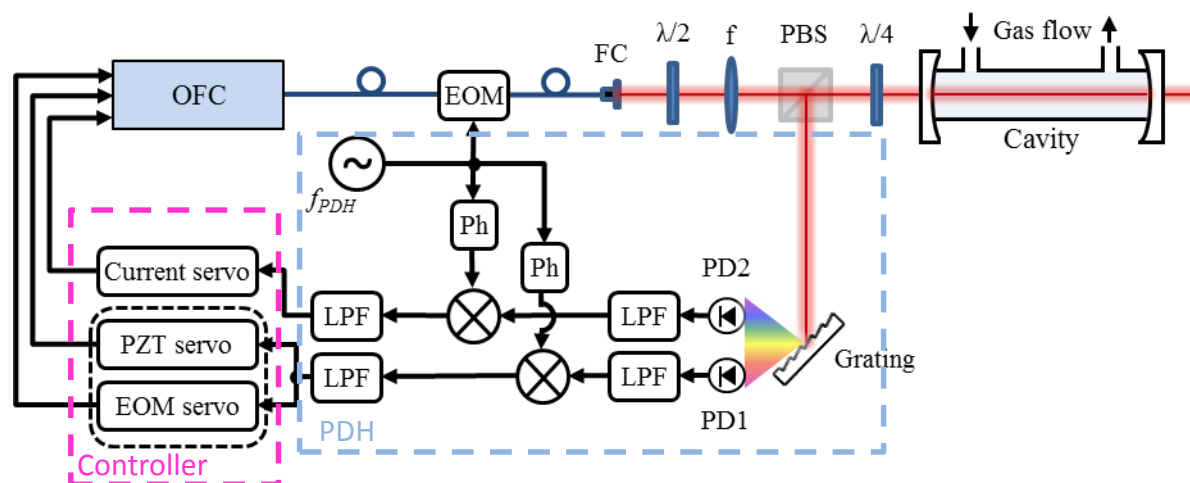 λ/2
f
PBS
λ/4
Gas flow
FC
OFC
EOM
Cavity
f_PDH
Ph
Ph
PD2
Current servo
LPF
LPF
PZT servo
Grating
LPF
LPF
EOM servo
PD1
PDH
Controller